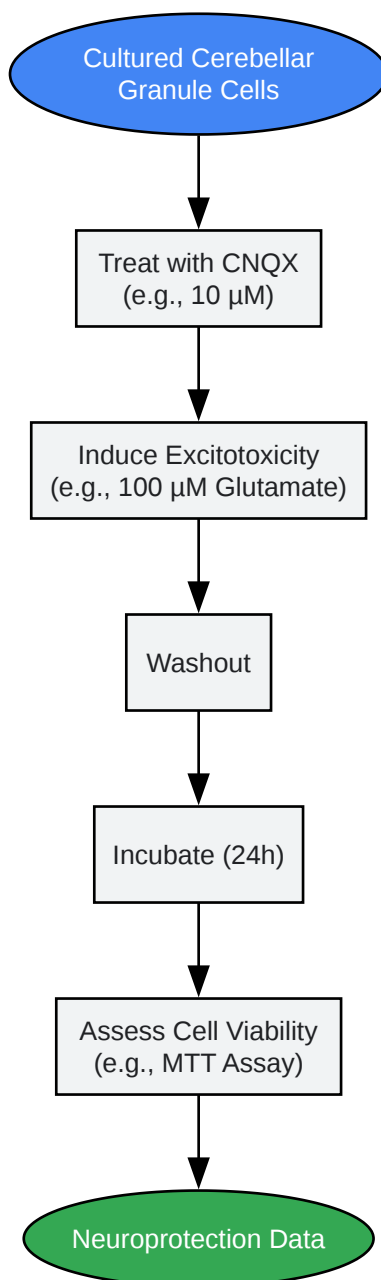 Cultured Cerebellar
Granule Cells
Treat with CNQX
(e.g., 10 µM)
Induce Excitotoxicity
(e.g., 100 µM Glutamate)
Washout
Incubate (24h)
Assess Cell Viability
(e.g., MTT Assay)
Neuroprotection Data